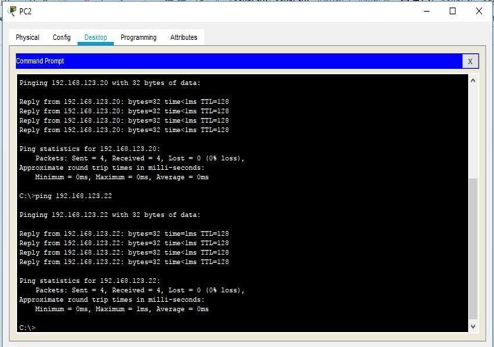 PC2
Physical Config Desktop Programming Attributes
Command Prompt X
Pinging 192.168.123.20 with 32 bytes of data:
Reply from 192.168.123.20: bytes=32 time<1ms TTL=128
Reply from 192.168.123.20: bytes=32 time<1ms TTL=128
Reply from 192.168.123.20: bytes=32 time<1ms TTL=128
Reply from 192.168.123.20: bytes=32 time<1ms TTL=128
Ping statistics for 192.168.123.20:
Packets: Sent = 4, Received = 4, Lost = 0 (0% loss),
Approximate round trip times in milli-seconds:
Minimum = 0ms, Maximum = 0ms, Average = 0ms
C:\>ping 192.168.123.22
Pinging 192.168.123.22 with 32 bytes of data:
Reply from 192.168.123.22: bytes=32 time=1ms TTL=128
Reply from 192.168.123.22: bytes=32 time<1ms TTL=128
Reply from 192.168.123.22: bytes=32 time<1ms TTL=128
Reply from 192.168.123.22: bytes=32 time<1ms TTL=128
Ping statistics for 192.168.123.22:
Packets: Sent = 4, Received = 4, Lost = 0 (0% loss),
Approximate round trip times in milli-seconds:
Minimum = 0ms, Maximum = 1ms, Average = 0ms
C:\>